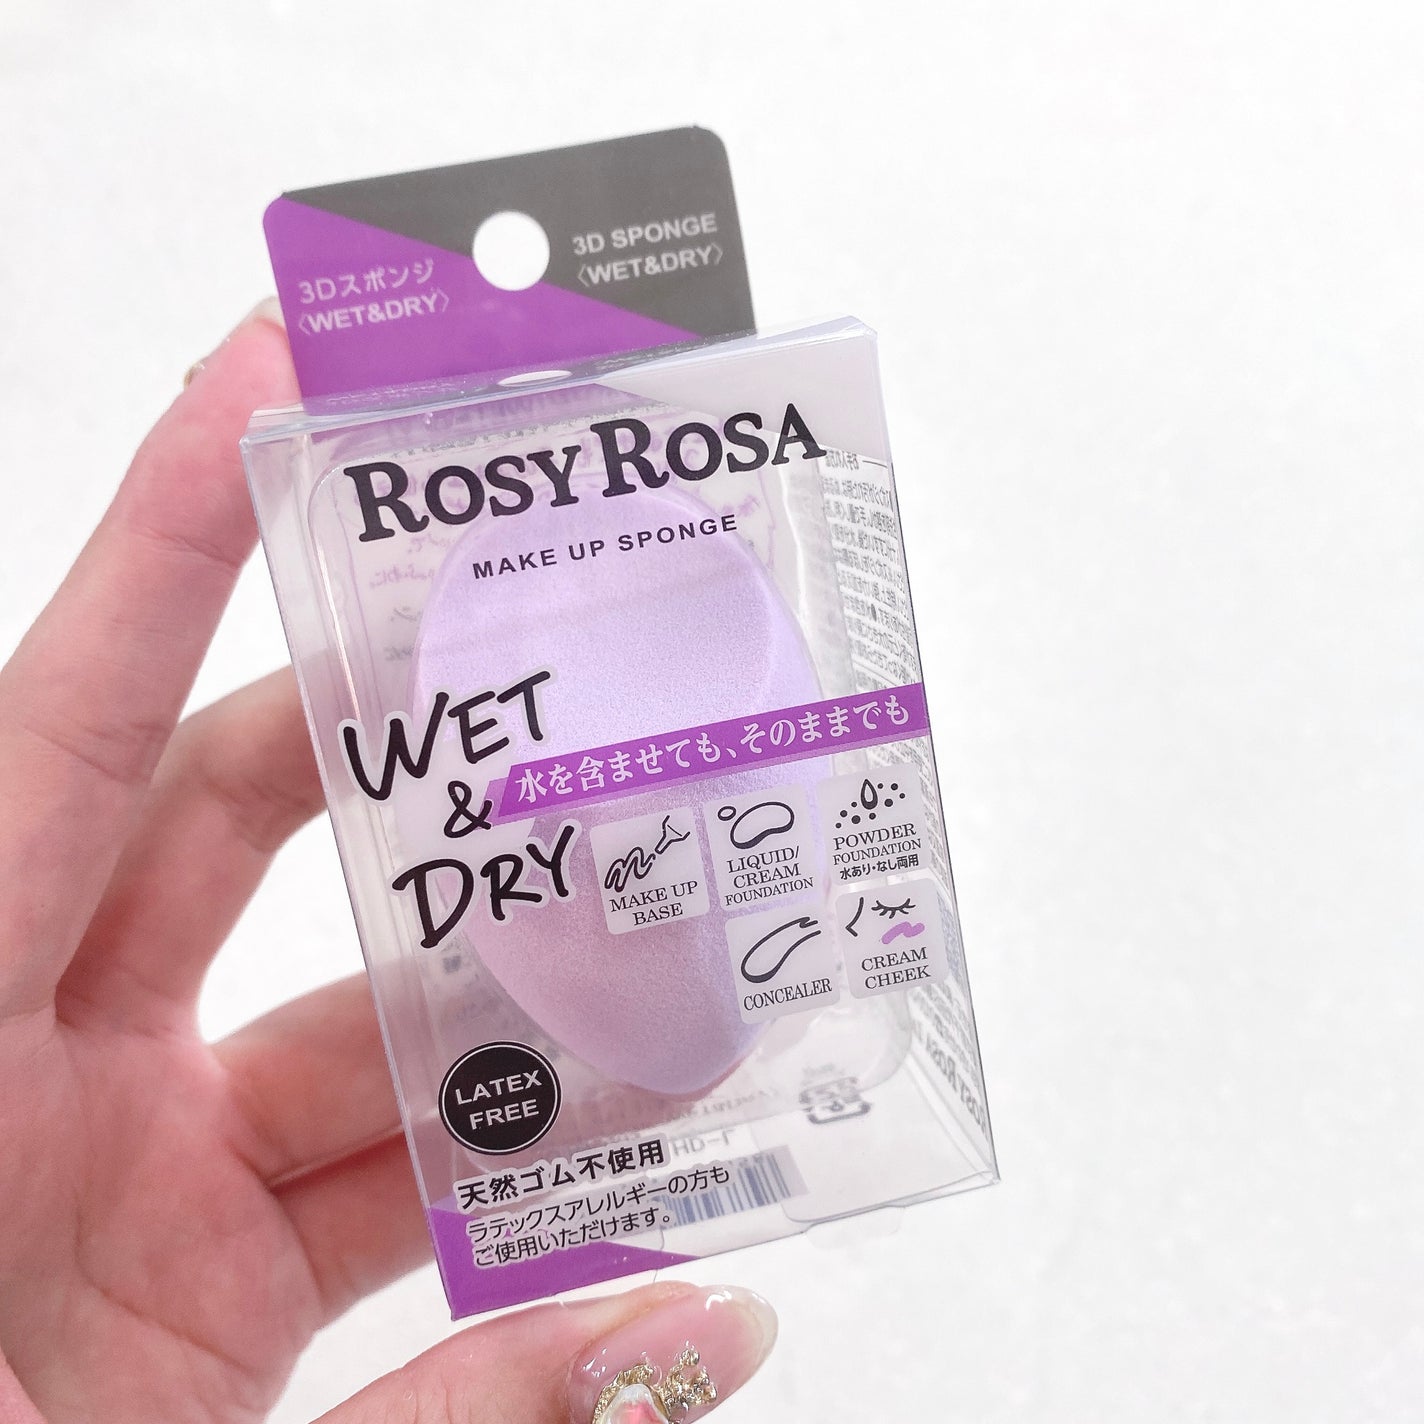 3Dスポンジ
〈WET&DRY〉
3D SPONGE
〈WET&DRY〉
ROSY ROSA
MAKE UP SPONGE
WET
&
DRY
水を含ませても、そのままでも
MAKE UP
BASE
LIQUID/
CREAM
FOUNDATION
POWDER
FOUNDATION
水あり・なし両用
CONCEALER
CREAM
CHEEK
LATEX
FREE
天然ゴム不使用
ラテックスアレルギーの方も
ご使用いただけます。